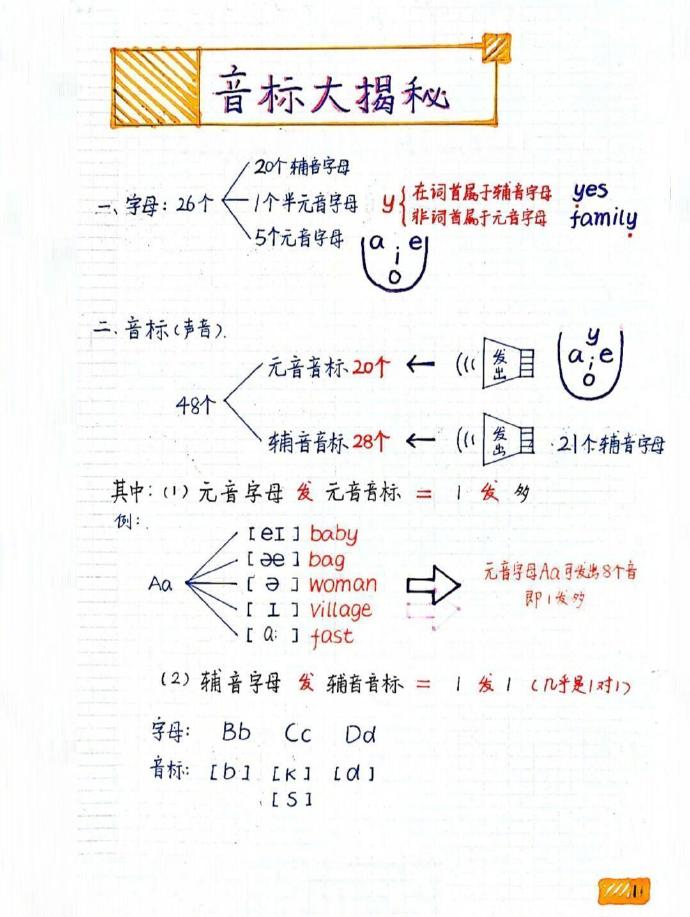 音标大揭秘
20个辅音字母
一、字母：26个 1个半元音字母 y 在词首属于辅音字母 yes
非词首属于元音字母 family
5个元音字母 a i e o
二、音标(声音).
48个
元音音标20个 ← 发出 y a i e o
辅音音标28个 ← 发出 21个辅音字母
其中：(1) 元音字母 发 元音音标 = 1 发 多
例：
Aa
[eI] baby
[əe] bag
[ə] woman
[I] village
[a:] fast
元音字母Aa可发出8个音
即1发多
(2) 辅音字母 发 辅音音标 = 1 发 1 (几乎是1对1)
字母: Bb Cc Dd
音标: [b] [K] [d]
[S]